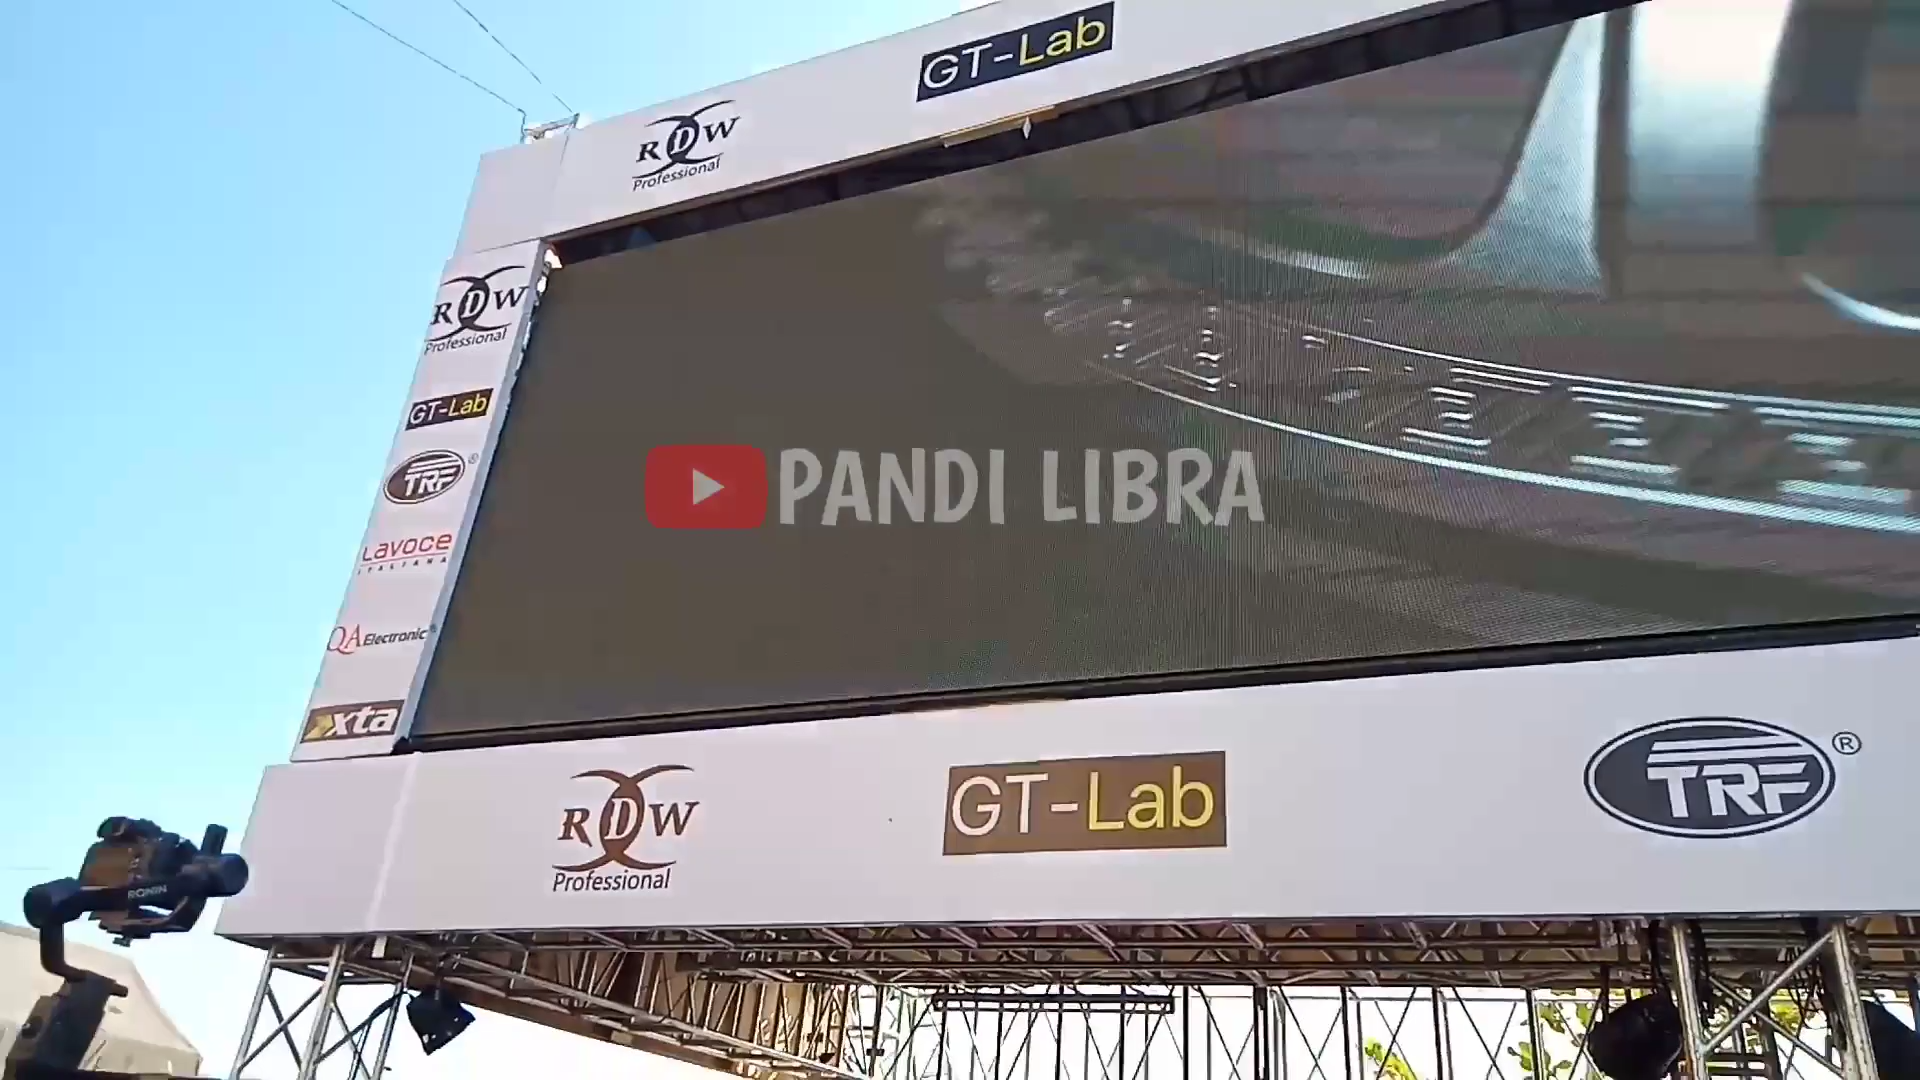 GT-Lab
RDW
Professional
RDW
Professional
GT-Lab
TRF®
LaVOCE
ITALIANA
QA Electronic®
xta
PANDI LIBRA
RDW
Professional
GT-Lab
TRF®
RONIN